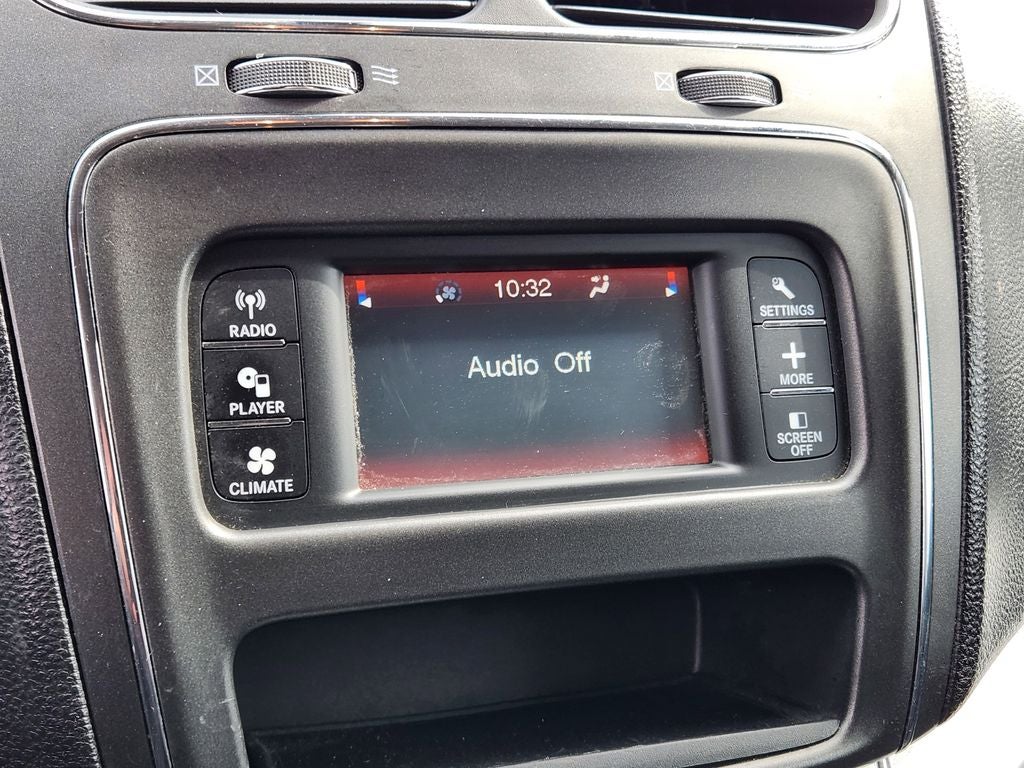 10:32
Audio Off
RADIO
PLAYER
CLIMATE
SETTINGS
MORE
SCREEN
OFF